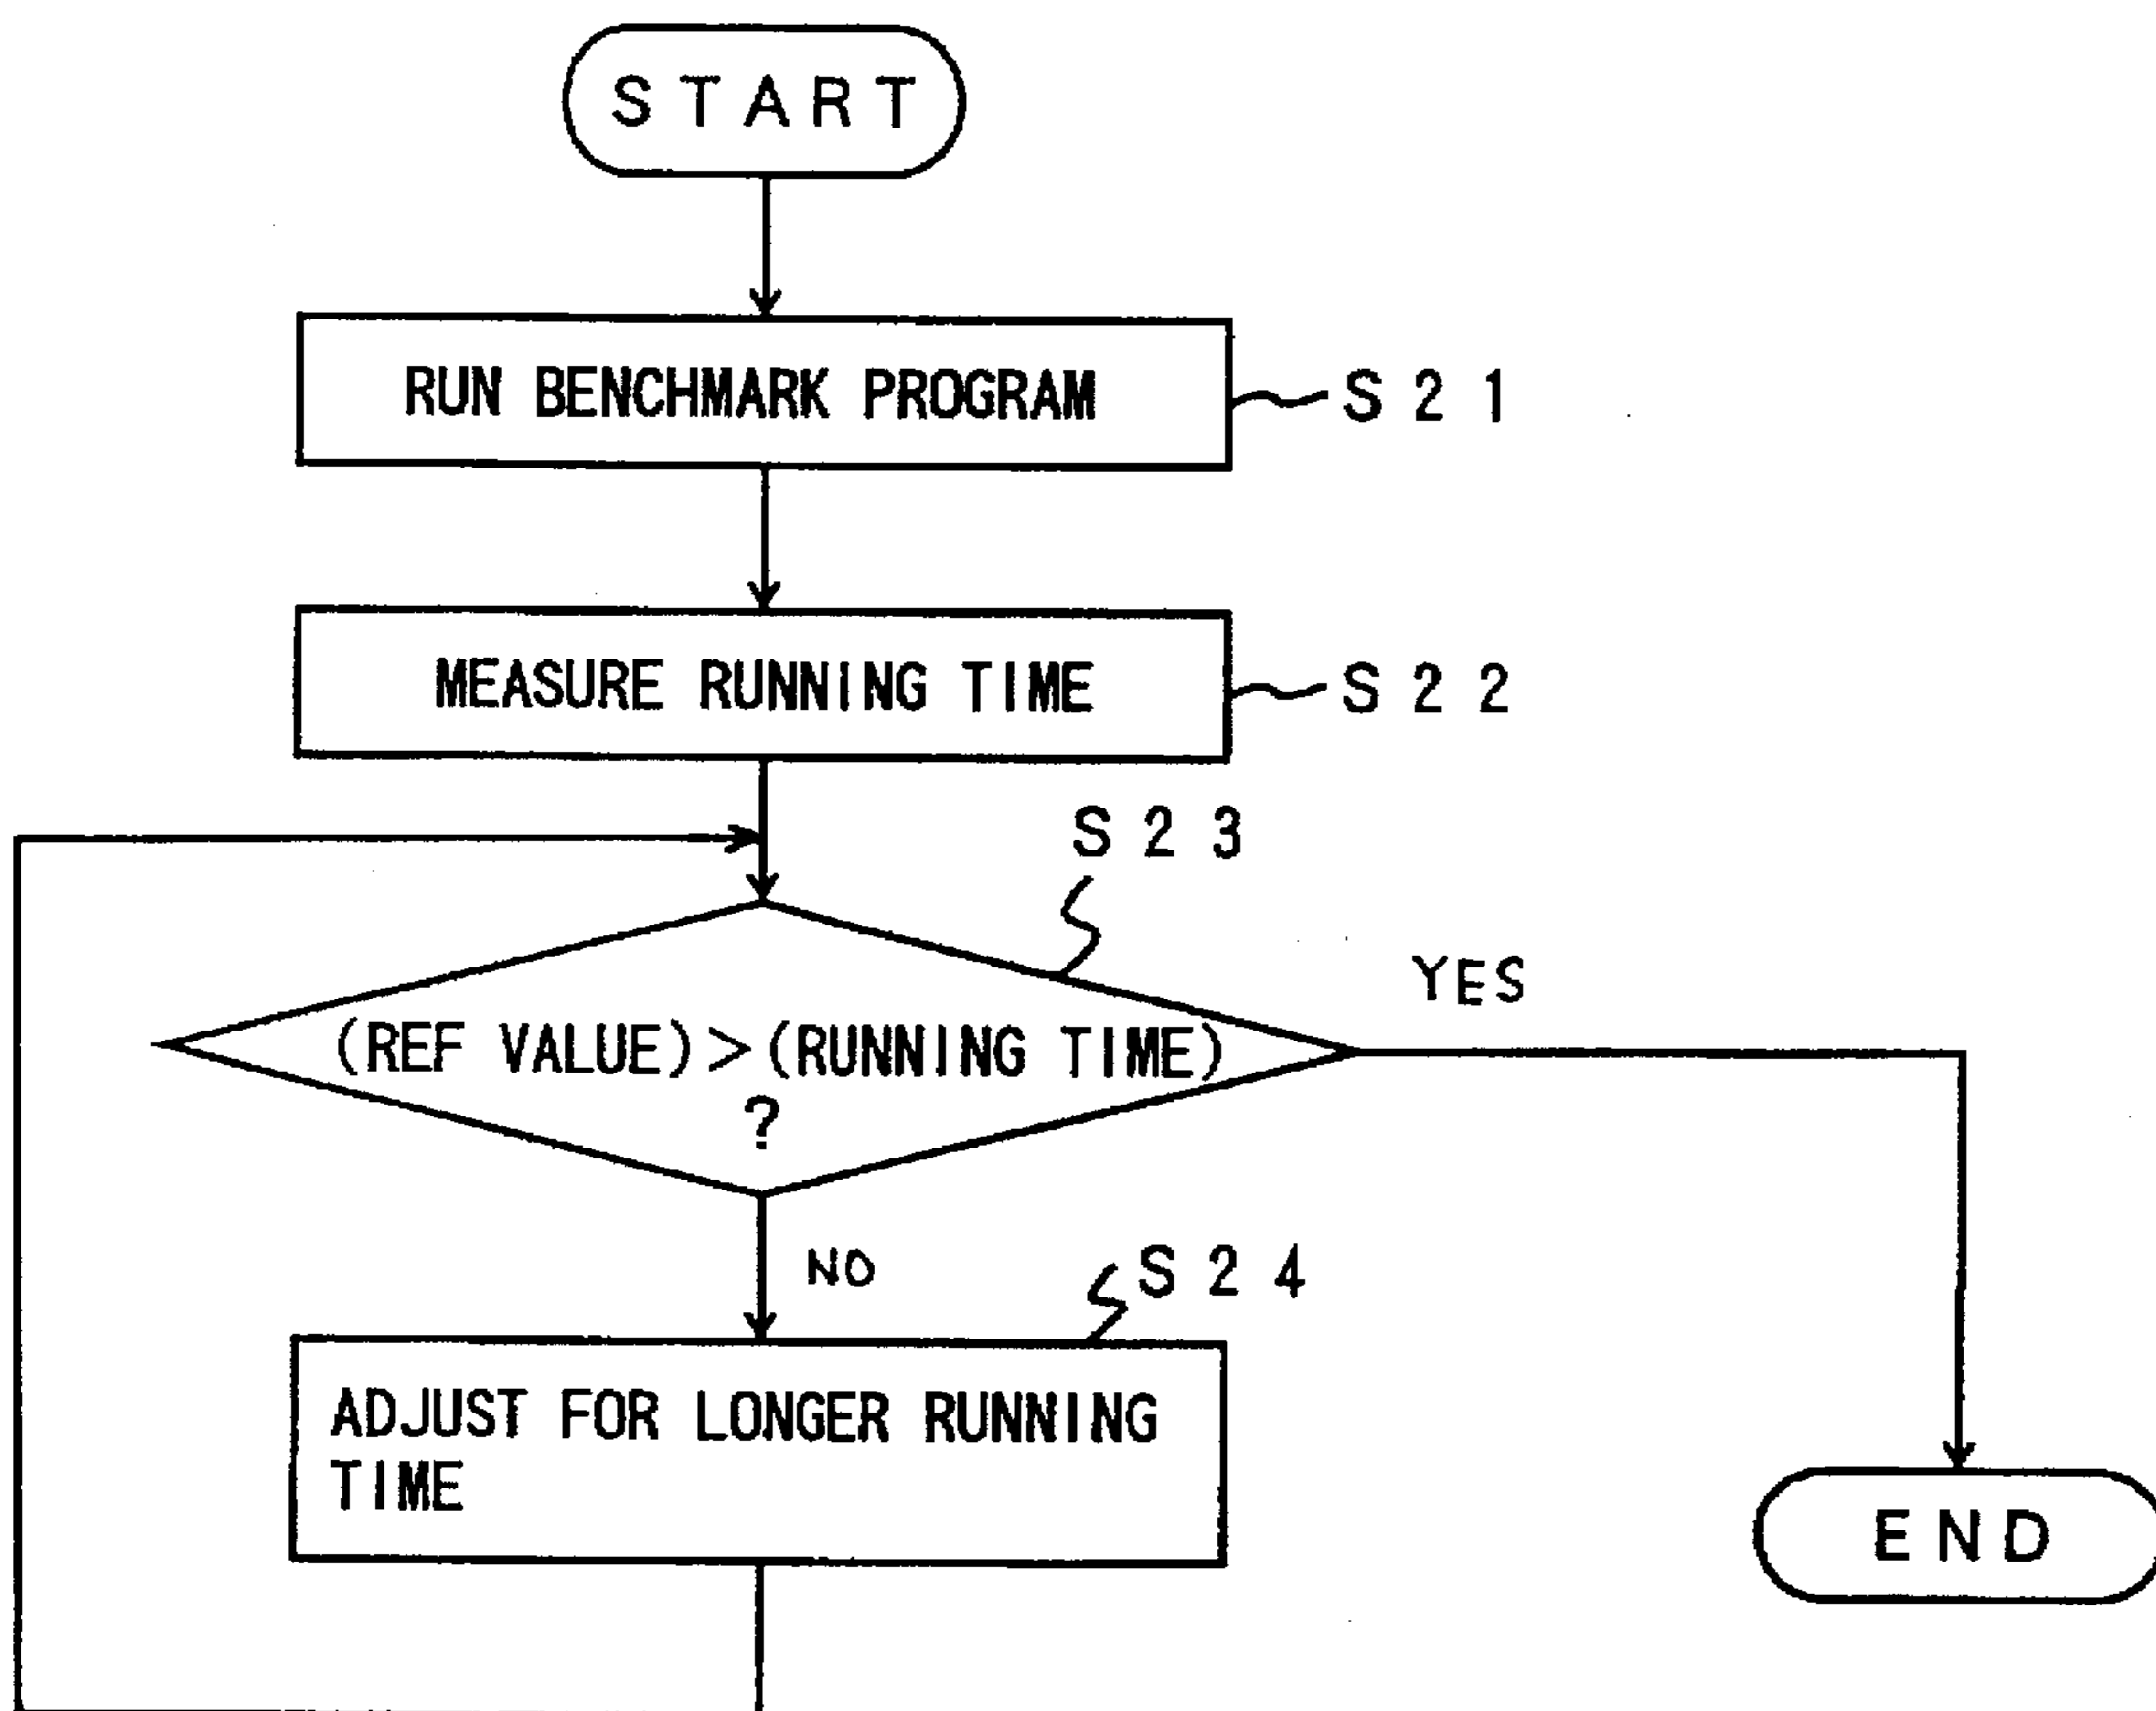 START
RUN BENCHMARK PROGRAM
S21
MEASURE RUNNING TIME
S22
S23
(REF VALUE)>(RUNNING TIME)
?
YES
NO
S24
ADJUST FOR LONGER RUNNING
TIME
END